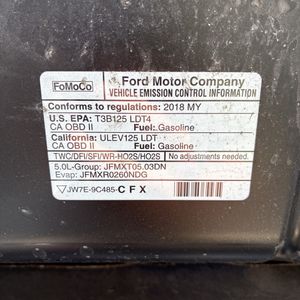 FoMoCo
Ford Motor Company
VEHICLE EMISSION CONTROL INFORMATION
Conforms to regulations: 2018 MY
U.S. EPA: T3B125 LDT4
CA OBD II Fuel: Gasoline
California: ULEV125 LDT
CA OBD II Fuel: Gasoline
TWC/DFI/SFI/WR-HO2S/HO2S
No adjustments needed.
5.0L-Group: JFMXT05.03DN
Evap: JFMXR0260NDG
JW7E-9C485-CFX